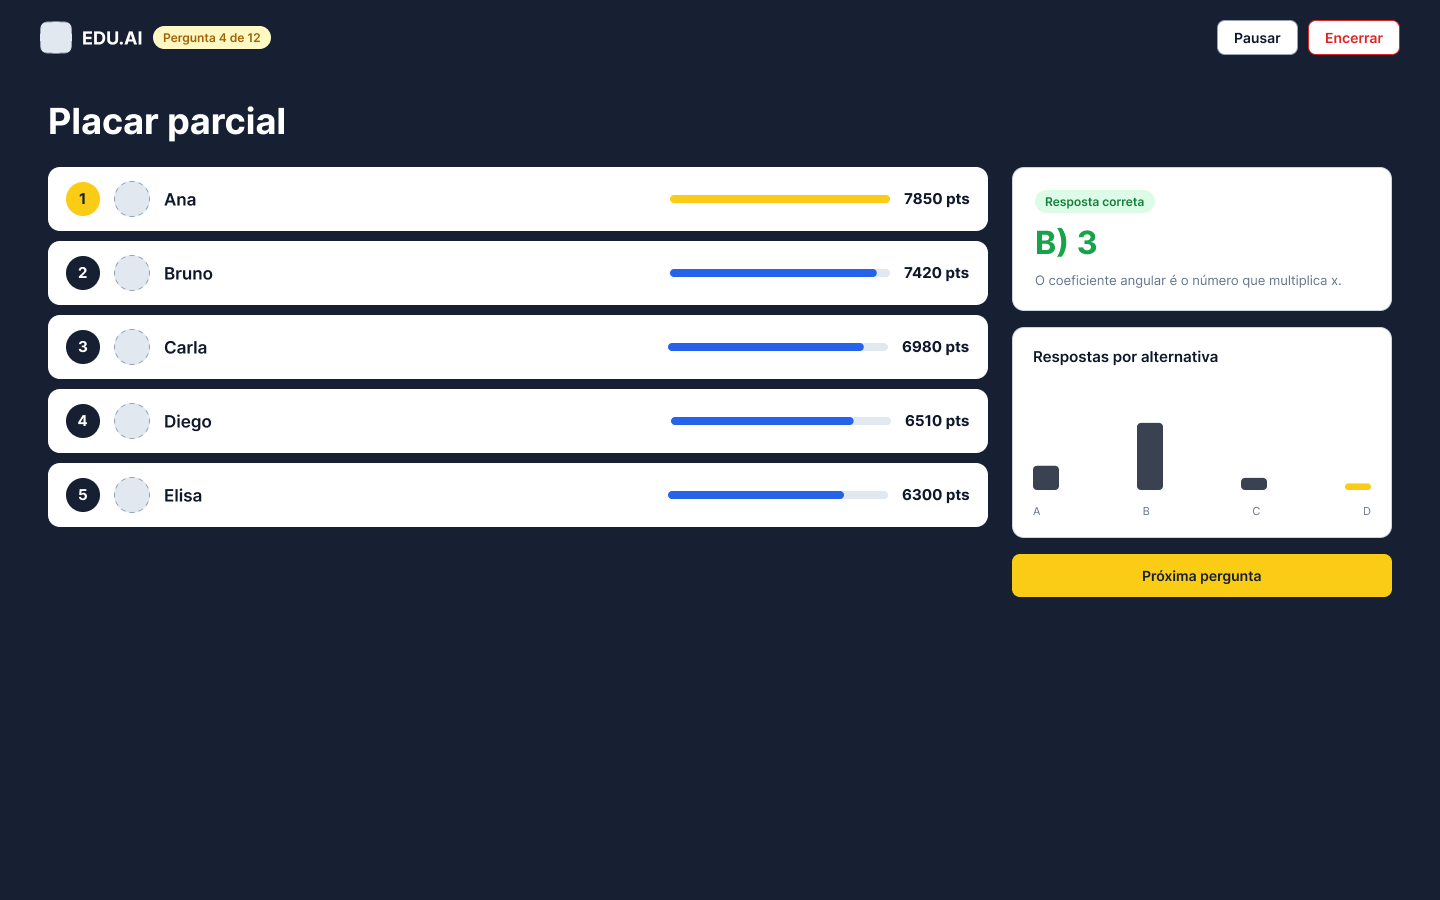 EDU.AI
Pergunta 4 de 12
Pausar
Encerrar
Placar parcial
1 Ana 7850 pts
2 Bruno 7420 pts
3 Carla 6980 pts
4 Diego 6510 pts
5 Elisa 6300 pts
Resposta correta
B) 3
O coeficiente angular é o número que multiplica x.
Respostas por alternativa
A B C D
Próxima pergunta